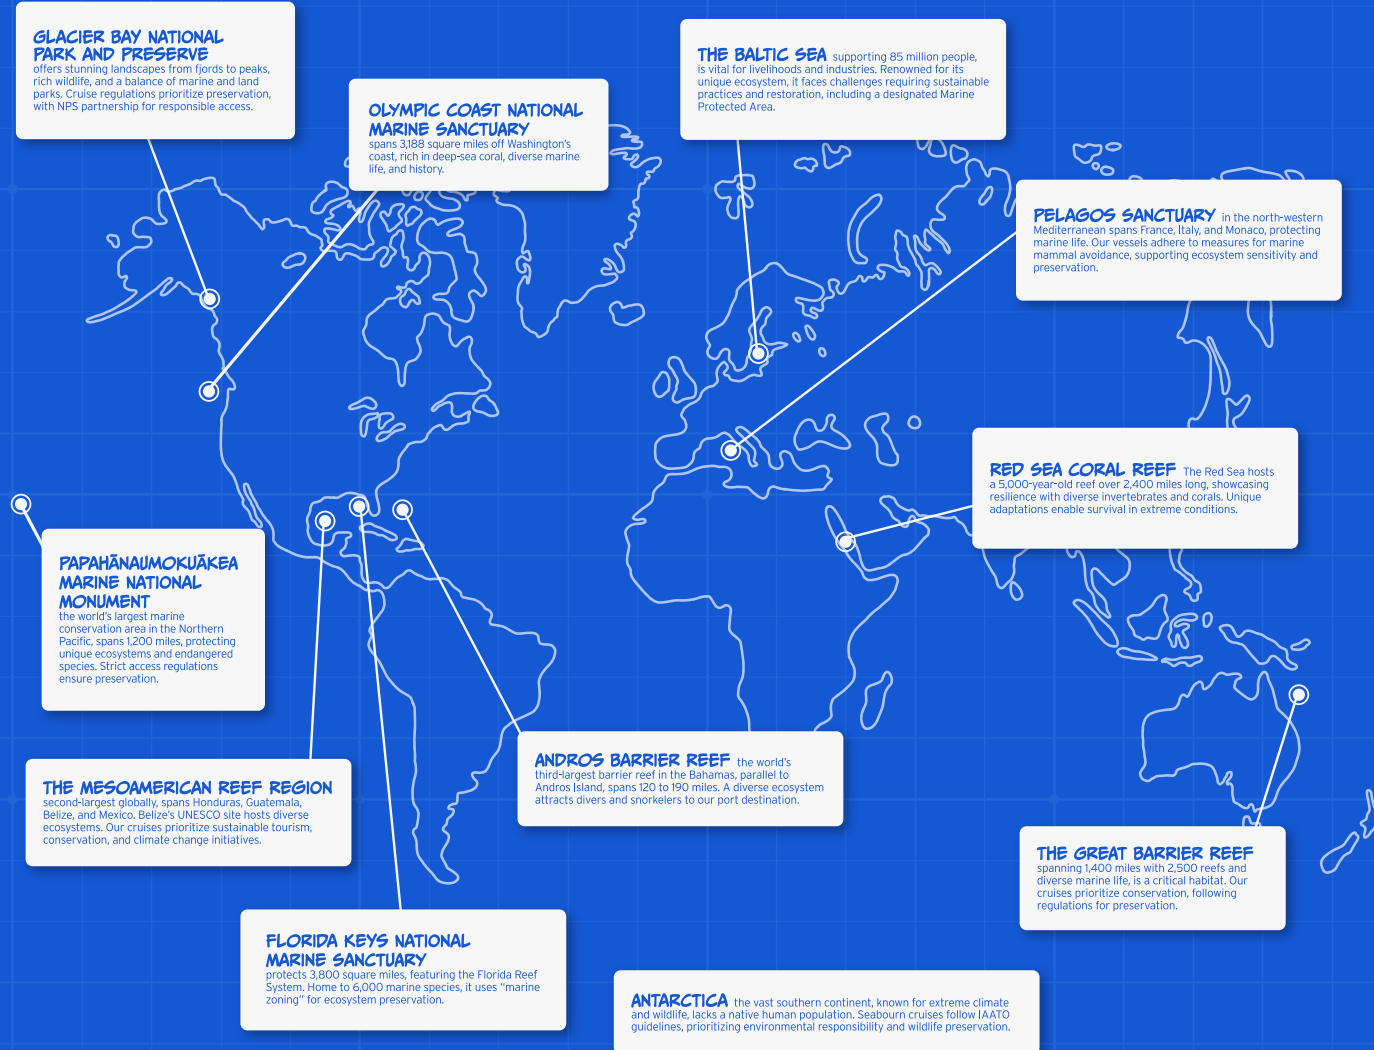 GLACIER BAY NATIONAL
PARK AND PRESERVE
offers stunning landscapes from fjords to peaks,
rich wildlife, and a balance of marine and land
parks. Cruise regulations prioritize preservation,
with NPS partnership for responsible access.
OLYMPIC COAST NATIONAL
MARINE SANCTUARY
spans 3,188 square miles off Washington's
coast, rich in deep-sea coral, diverse marine
life, and history.
THE BALTIC SEA supporting 85 million people,
is vital for livelihoods and industries. Renowned for its
unique ecosystem, it faces challenges requiring sustainable
practices and restoration, including a designated Marine
Protected Area.
PELAGOS SANCTUARY in the north-western
Mediterranean spans France, Italy, and Monaco, protecting
marine life. Our vessels adhere to measures for marine
mammal avoidance, supporting ecosystem sensitivity and
preservation.
RED SEA CORAL REEF The Red Sea hosts
a 5,000-year-old reef over 2,400 miles long, showcasing
resilience with diverse invertebrates and corals. Unique
adaptations enable survival in extreme conditions.
PAPAHĀNAUMOKUĀKEA
MARINE NATIONAL
MONUMENT
the world's largest marine
conservation area in the Northern
Pacific, spans 1,200 miles, protecting
unique ecosystems and endangered
species. Strict access regulations
ensure preservation.
THE MESOAMERICAN REEF REGION
second-largest globally, spans Honduras, Guatemala,
Belize, and Mexico. Belize's UNESCO site hosts diverse
ecosystems. Our cruises prioritize sustainable tourism,
conservation, and climate change initiatives.
ANDROS BARRIER REEF the world's
third-largest barrier reef in the Bahamas, parallel to
Andros Island, spans 120 to 190 miles. A diverse ecosystem
attracts divers and snorkelers to our port destination.
THE GREAT BARRIER REEF
spanning 1,400 miles with 2,500 reefs and
diverse marine life, is a critical habitat. Our
cruises prioritize conservation, following
regulations for preservation.
FLORIDA KEYS NATIONAL
MARINE SANCTUARY
protects 3,800 square miles, featuring the Florida Reef
System. Home to 6,000 marine species, it uses "marine
zoning" for ecosystem preservation.
ANTARCTICA the vast southern continent, known for extreme climate
and wildlife, lacks a native human population. Seabourn cruises follow IAATO
guidelines, prioritizing environmental responsibility and wildlife preservation.